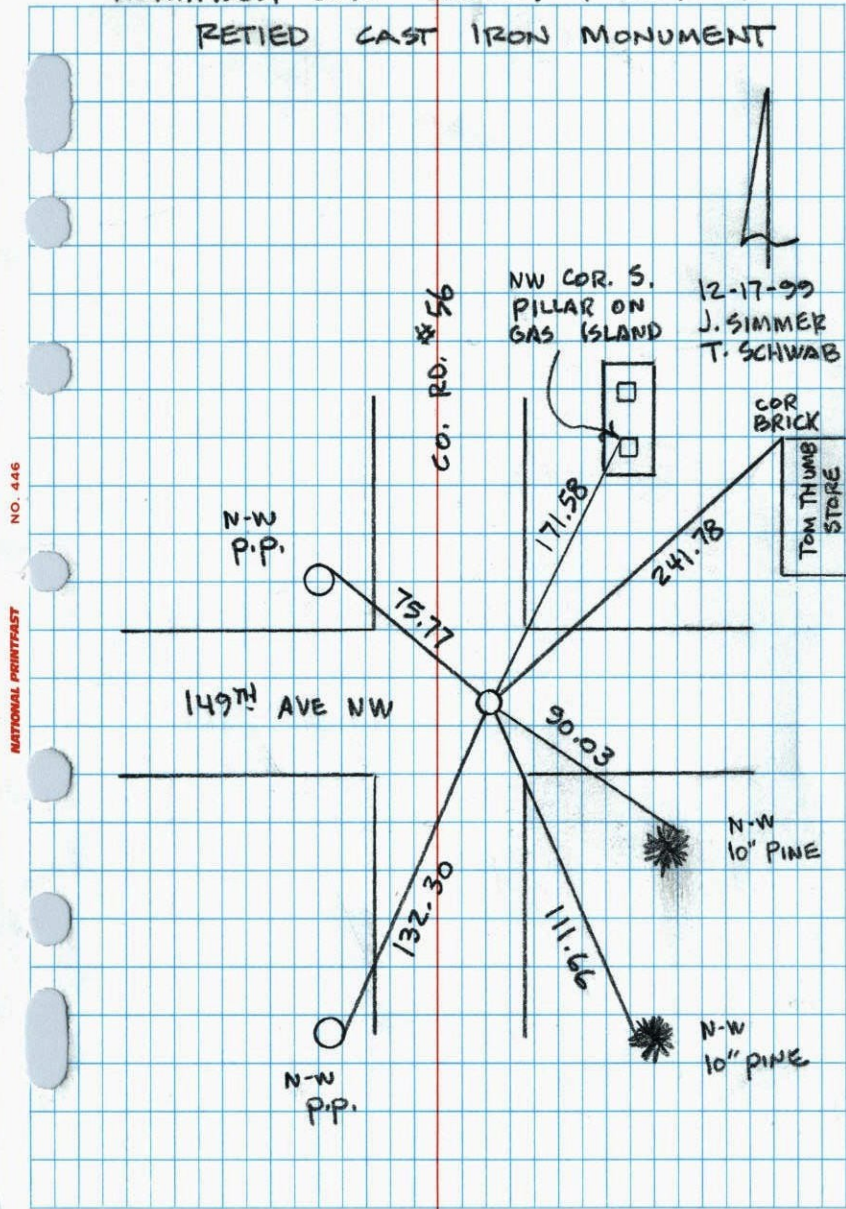 RETIED CAST IRON MONUMENT
NW COR. S.
PILLAR ON
GAS ISLAND
12-17-99
J. SIMMER
T. SCHWAB
CO. RD. #56
COR
BRICK
TOM THUMB
STORE
171.58
241.78
N-W
P.P.
75.77
149TH AVE NW
90.03
N-W
10" PINE
132.30
111.66
N-W
10" PINE
N-W
P.P.
NO. 446
NATIONAL PRINTFAST